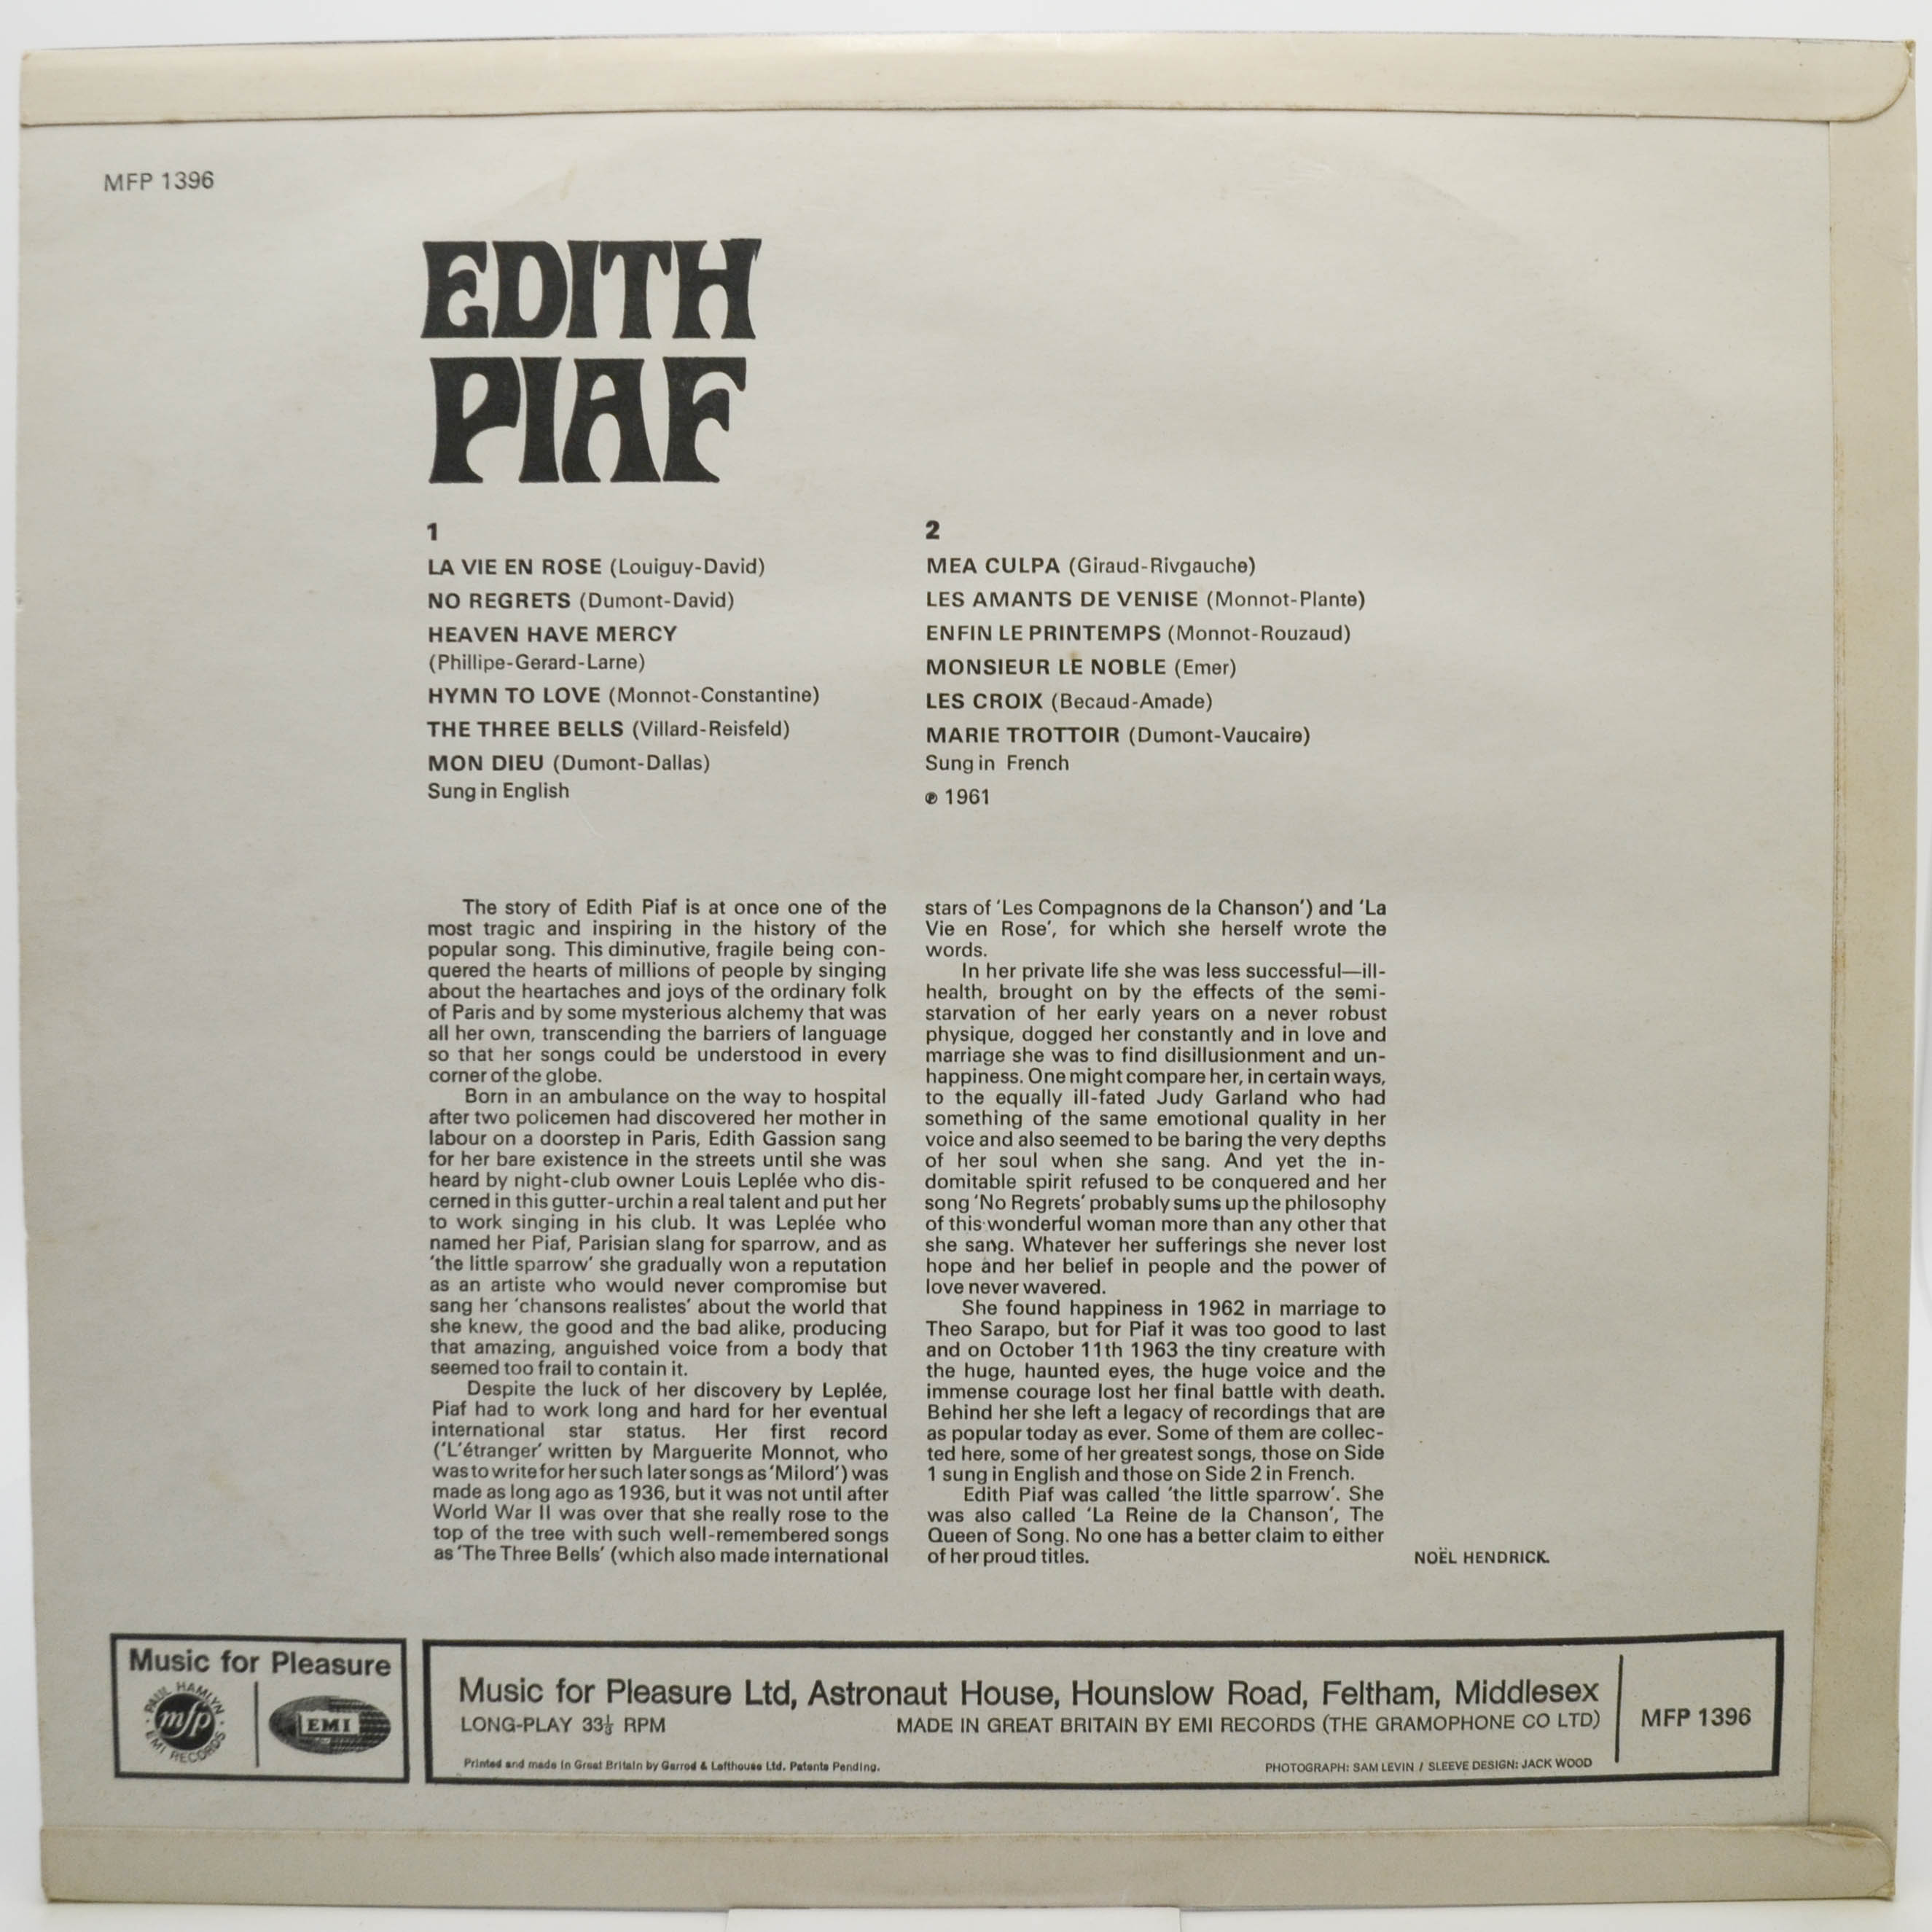 MFP 1396
EDITH
PIAF
1
LA VIE EN ROSE (Louiguy-David)
NO REGRETS (Dumont-David)
HEAVEN HAVE MERCY
(Phillipe-Gerard-Larne)
HYMN TO LOVE (Monnot-Constantine)
THE THREE BELLS (Villard-Reisfeld)
MON DIEU (Dumont-Dallas)
Sung in English
2
MEA CULPA (Giraud-Rivgauche)
LES AMANTS DE VENISE (Monnot-Plante)
ENFIN LE PRINTEMPS (Monnot-Rouzaud)
MONSIEUR LE NOBLE (Emer)
LES CROIX (Becaud-Amade)
MARIE TROTTOIR (Dumont-Vaucaire)
Sung in French
℗ 1961
The story of Edith Piaf is at once one of the
most tragic and inspiring in the history of the
popular song. This diminutive, fragile being con-
quered the hearts of millions of people by singing
about the heartaches and joys of the ordinary folk
of Paris and by some mysterious alchemy that was
all her own, transcending the barriers of language
so that her songs could be understood in every
corner of the globe.
Born in an ambulance on the way to hospital
after two policemen had discovered her mother in
labour on a doorstep in Paris, Edith Gassion sang
for her bare existence in the streets until she was
heard by night-club owner Louis Leplée who dis-
cerned in this gutter-urchin a real talent and put her
to work singing in his club. It was Leplée who
named her Piaf, Parisian slang for sparrow, and as
'the little sparrow' she gradually won a reputation
as an artiste who would never compromise but
sang her 'chansons realistes' about the world that
she knew, the good and the bad alike, producing
that amazing, anguished voice from a body that
seemed too frail to contain it.
Despite the luck of her discovery by Leplée,
Piaf had to work long and hard for her eventual
international star status. Her first record
('L'étranger' written by Marguerite Monnot, who
was to write for her such later songs as 'Milord') was
made as long ago as 1936, but it was not until after
World War II was over that she really rose to the
top of the tree with such well-remembered songs
as 'The Three Bells' (which also made international
stars of 'Les Compagnons de la Chanson') and 'La
Vie en Rose', for which she herself wrote the
words.
In her private life she was less successful—ill-
health, brought on by the effects of the semi-
starvation of her early years on a never robust
physique, dogged her constantly and in love and
marriage she was to find disillusionment and un-
happiness. One might compare her, in certain ways,
to the equally ill-fated Judy Garland who had
something of the same emotional quality in her
voice and also seemed to be baring the very depths
of her soul when she sang. And yet the in-
domitable spirit refused to be conquered and her
song 'No Regrets' probably sums up the philosophy
of this wonderful woman more than any other that
she sang. Whatever her sufferings she never lost
hope and her belief in people and the power of
love never wavered.
She found happiness in 1962 in marriage to
Theo Sarapo, but for Piaf it was too good to last
and on October 11th 1963 the tiny creature with
the huge, haunted eyes, the huge voice and the
immense courage lost her final battle with death.
Behind her she left a legacy of recordings that are
as popular today as ever. Some of them are collec-
ted here, some of her greatest songs, those on Side
1 sung in English and those on Side 2 in French.
Edith Piaf was called 'the little sparrow'. She
was also called 'La Reine de la Chanson', The
Queen of Song. No one has a better claim to either
of her proud titles.
NOËL HENDRICK.
Music for Pleasure
PAUL HAMLYN
mfp
EMI RECORDS
EMI
Music for Pleasure Ltd, Astronaut House, Hounslow Road, Feltham, Middlesex
LONG-PLAY 33⅓ RPM MADE IN GREAT BRITAIN BY EMI RECORDS (THE GRAMOPHONE CO LTD)
Printed and made in Great Britain by Garrod & Lofthouse Ltd. Patents Pending. PHOTOGRAPH: SAM LEVIN / SLEEVE DESIGN: JACK WOOD
MFP 1396